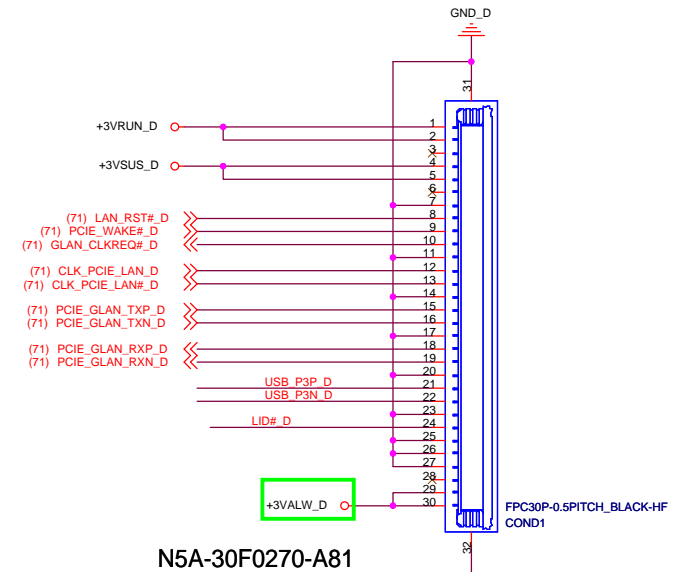 GND_D
31
+3VRUN_D
1
2
3
+3VSUS_D
4
5
6
7
(71) LAN_RST#_D
8
(71) PCIE_WAKE#_D
9
(71) GLAN_CLKREQ#_D
10
11
(71) CLK_PCIE_LAN_D
12
(71) CLK_PCIE_LAN#_D
13
14
(71) PCIE_GLAN_TXP_D
15
(71) PCIE_GLAN_TXN_D
16
17
(71) PCIE_GLAN_RXP_D
18
(71) PCIE_GLAN_RXN_D
19
20
USB_P3P_D
21
USB_P3N_D
22
23
LID#_D
24
25
26
27
28
29
+3VALW_D
30
FPC30P-0.5PITCH_BLACK-HF
COND1
32
N5A-30F0270-A81